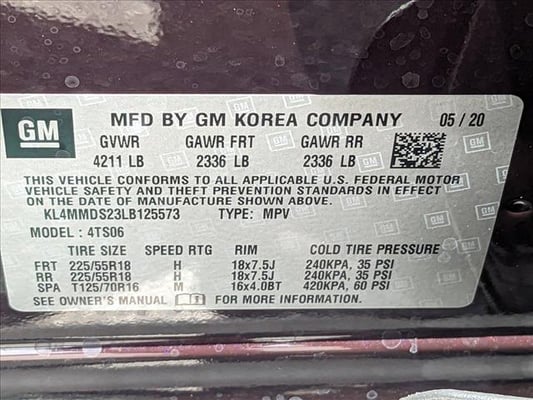 GM MFD BY GM KOREA COMPANY 05/20
GVWR GAWR FRT GAWR RR
4211 LB 2336 LB 2336 LB
THIS VEHICLE CONFORMS TO ALL APPLICABLE U.S. FEDERAL MOTOR
VEHICLE SAFETY AND THEFT PREVENTION STANDARDS IN EFFECT
ON THE DATE OF MANUFACTURE SHOWN ABOVE.
KL4MMDS23LB125573 TYPE: MPV
MODEL: 4TS06
TIRE SIZE SPEED RTG RIM COLD TIRE PRESSURE
FRT 225/55R18 H 18x7.5J 240KPA, 35 PSI
RR 225/55R18 H 18x7.5J 240KPA, 35 PSI
SPA T125/70R16 M 16x4.0BT 420KPA, 60 PSI
SEE OWNER'S MANUAL FOR MORE INFORMATION.